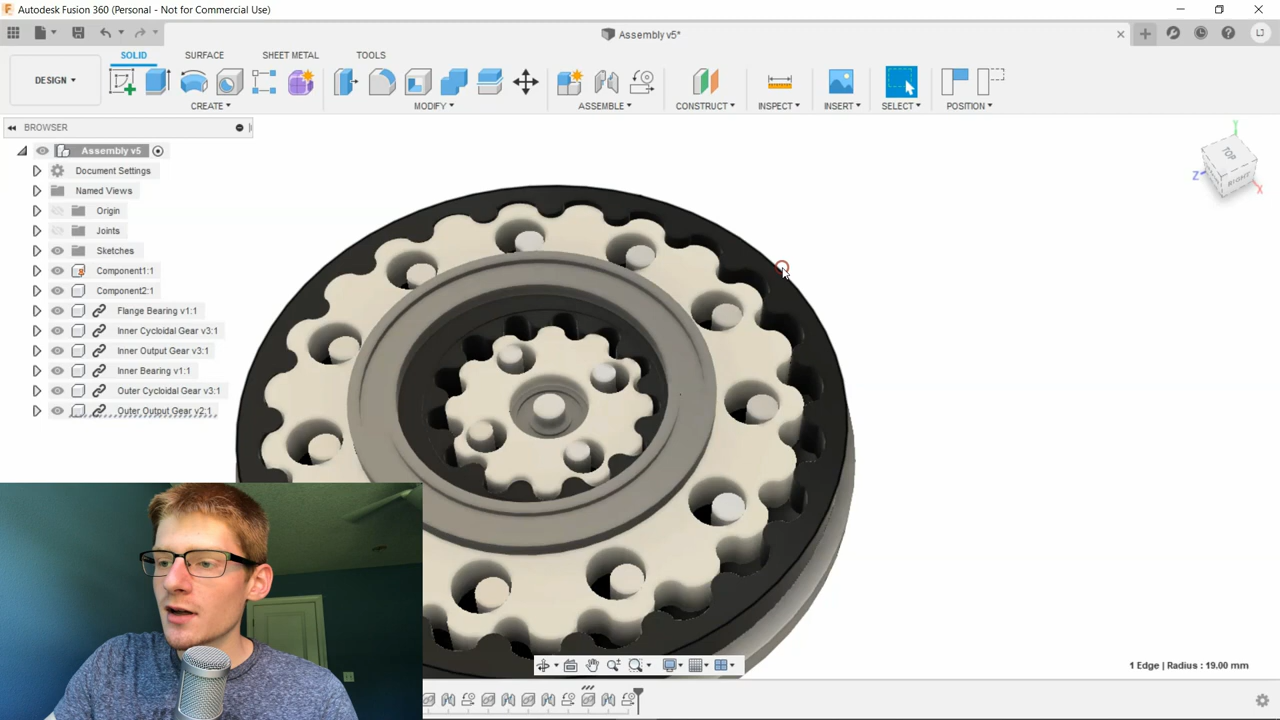 Autodesk Fusion 360 (Personal - Not for Commercial Use)
Assembly v5*
DESIGN
SOLID
SURFACE
SHEET METAL
TOOLS
CREATE
MODIFY
ASSEMBLE
CONSTRUCT
INSPECT
INSERT
SELECT
POSITION
BROWSER
Assembly v5
Document Settings
Named Views
Origin
Joints
Sketches
Component1:1
Component2:1
Flange Bearing v1:1
Inner Cycloidal Gear v3:1
Inner Output Gear v3:1
Inner Bearing v1:1
Outer Cycloidal Gear v3:1
Outer Output Gear v2:1
Y
TOP
Z
RIGHT
X
1 Edge | Radius : 19.00 mm